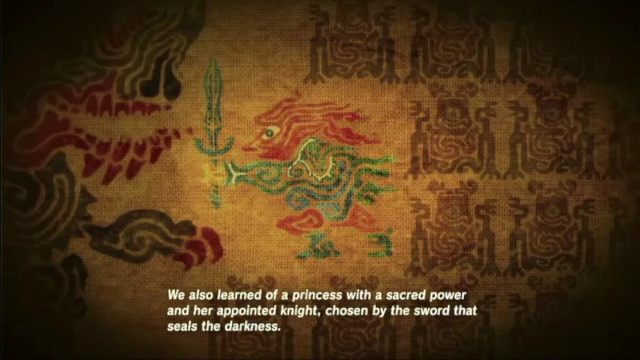 We also learned of a princess with a sacred power
and her appointed knight, chosen by the sword that
seals the darkness.